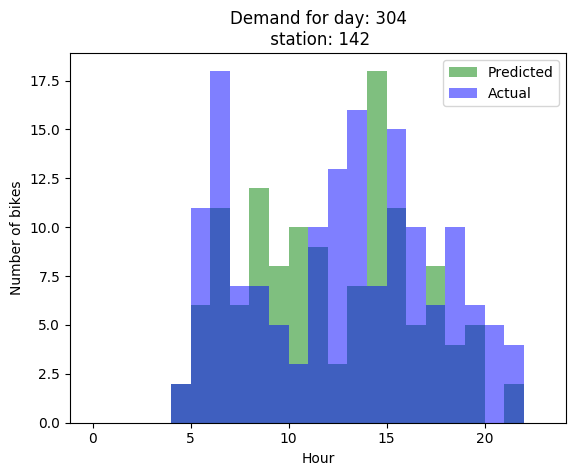 Demand for day: 304
station: 142
Predicted
Actual
17.5
15.0
12.5
10.0
7.5
5.0
2.5
0.0
Number of bikes
0 5 10 15 20
Hour